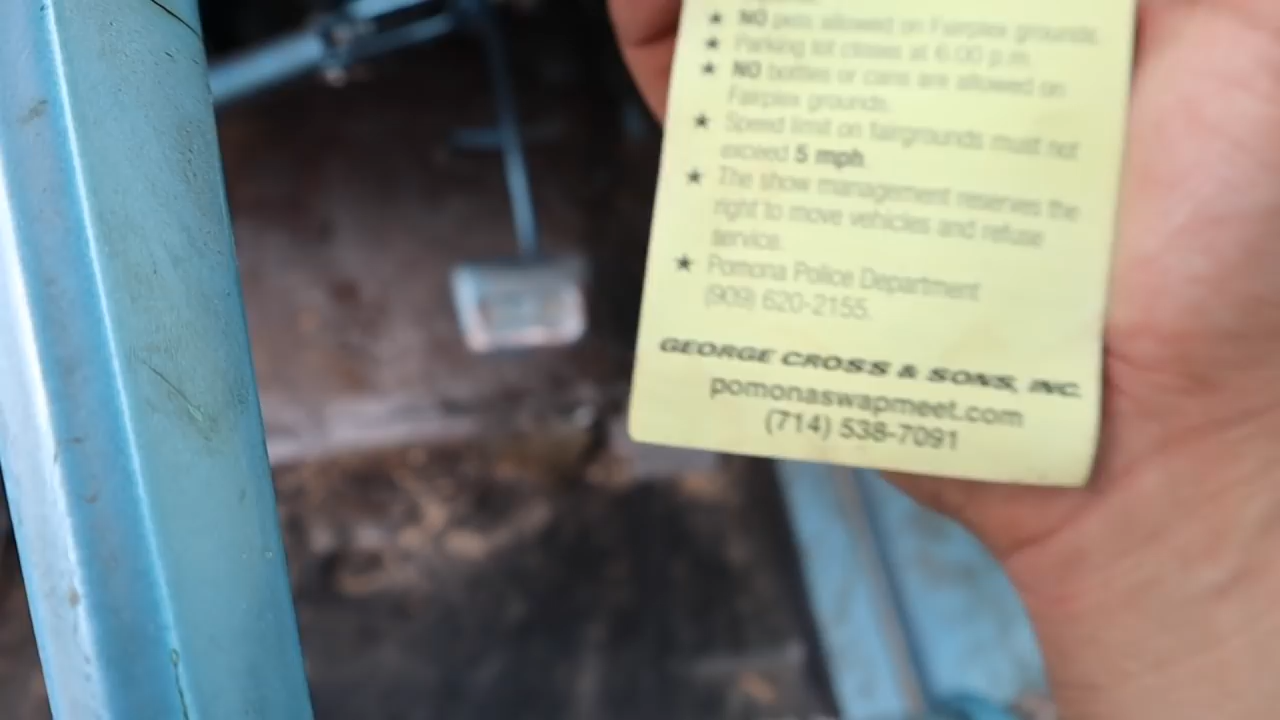 ★ NO pets allowed on Fairplex grounds.
★ Parking lot closes at 6:00 p.m.
★ NO bottles or cans are allowed on
Fairplex grounds.
★ Speed limit on fairgrounds must not
exceed 5 mph.
★ The show management reserves the
right to move vehicles and refuse
service.
★ Pomona Police Department
(909) 620-2155.
GEORGE CROSS & SONS, INC.
pomonaswapmeet.com
(714) 538-7091